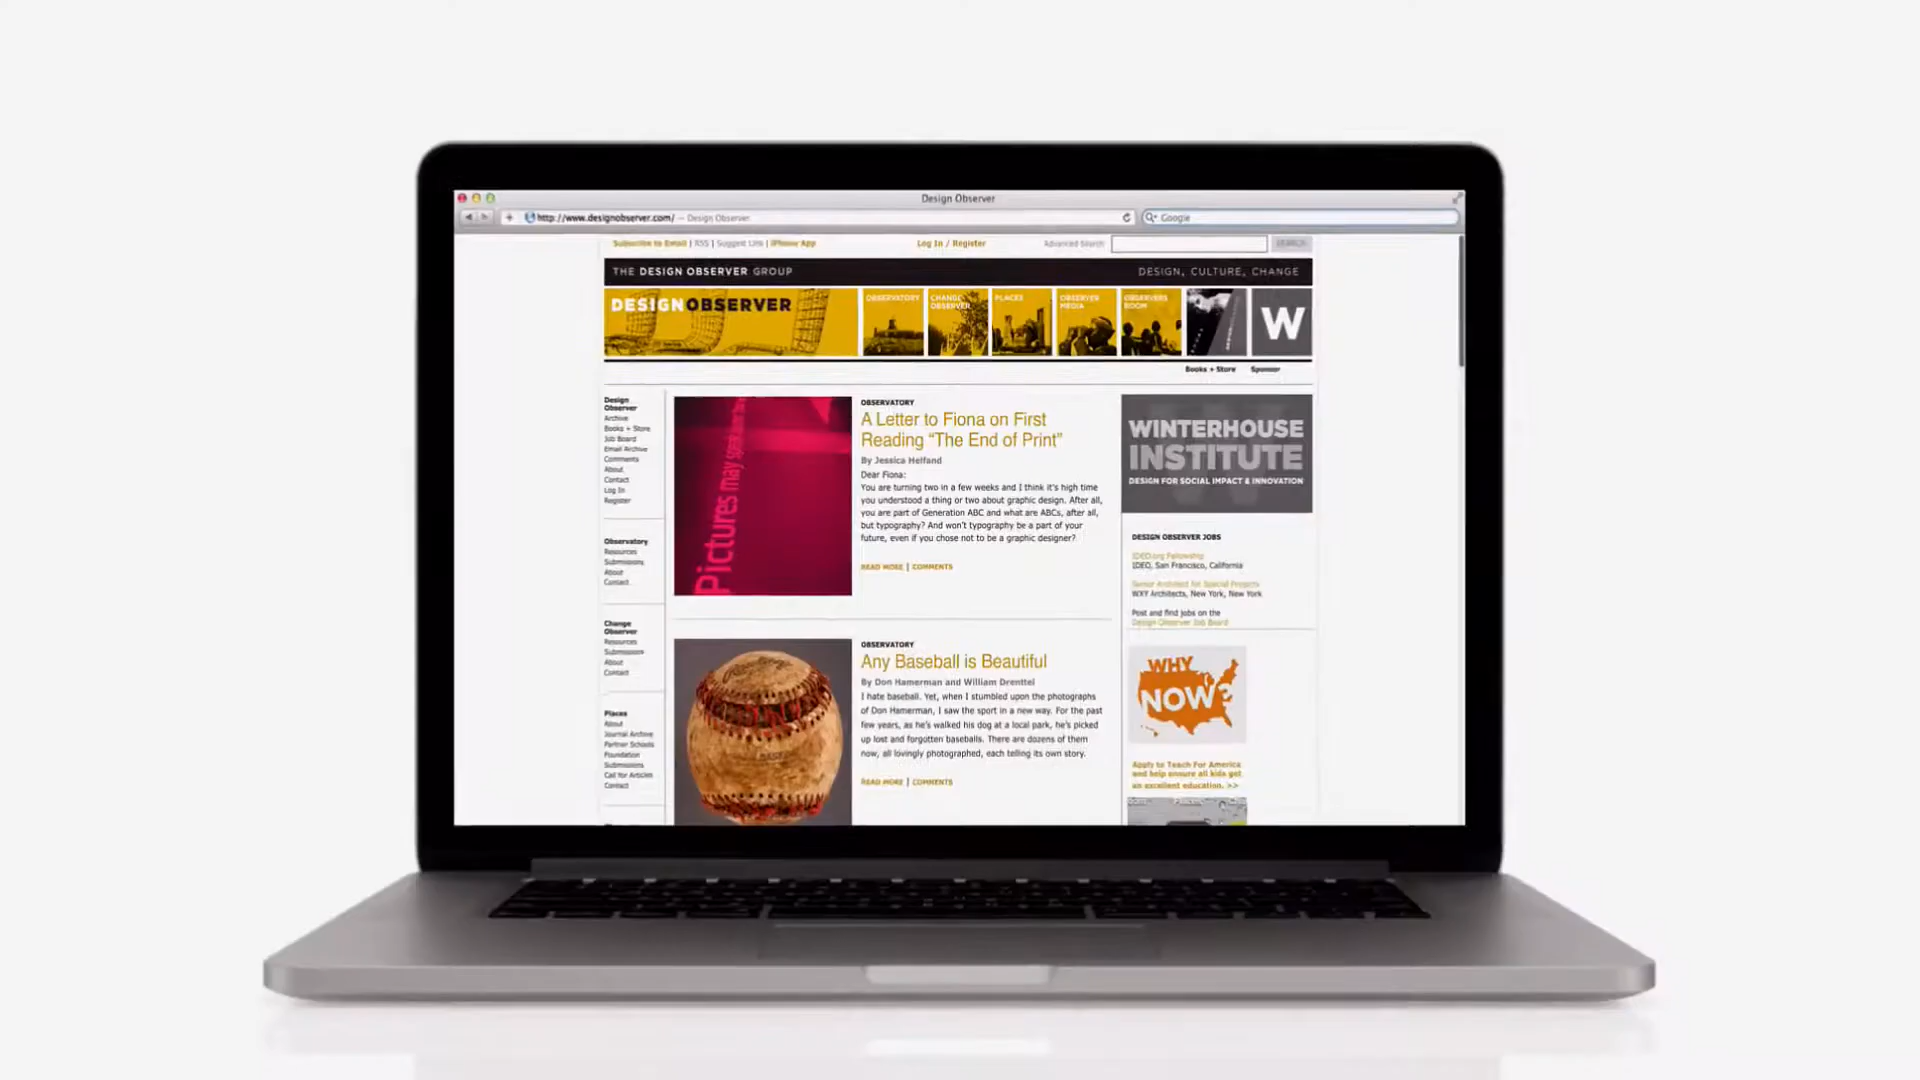 Design Observer
http://www.designobserver.com/ — Design Observer
Google
Subscribe to Email | RSS | Suggest Link | iPhone App
Log In / Register
Advanced Search
SEARCH
THE DESIGN OBSERVER GROUP
DESIGN, CULTURE, CHANGE
DESIGNOBSERVER
OBSERVATORY
CHANGE
OBSERVER
PLACES
OBSERVER
MEDIA
OBSERVERS
ROOM
W
Books + Store
Sponsor
Design
Observer
Archive
Books + Store
Job Board
Email Archive
Comments
About
Contact
Log In
Register
Observatory
Resources
Submissions
About
Contact
Change
Observer
Resources
Submissions
About
Contact
Places
About
Journal Archive
Partner Schools
Foundation
Submissions
Call for Articles
Contact
Pictures may
OBSERVATORY
A Letter to Fiona on First
Reading “The End of Print”
By Jessica Helfand
Dear Fiona:
You are turning two in a few weeks and I think it's high time
you understood a thing or two about graphic design. After all,
you are part of Generation ABC and what are ABCs, after all,
but typography? And won't typography be a part of your
future, even if you chose not to be a graphic designer?
READ MORE | COMMENTS
OBSERVATORY
Any Baseball is Beautiful
By Don Hamerman and William Drenttel
I hate baseball. Yet, when I stumbled upon the photographs
of Don Hamerman, I saw the sport in a new way. For the past
few years, as he's walked his dog at a local park, he's picked
up lost and forgotten baseballs. There are dozens of them
now, all lovingly photographed, each telling its own story.
READ MORE | COMMENTS
WINTERHOUSE
INSTITUTE
DESIGN FOR SOCIAL IMPACT & INNOVATION
DESIGN OBSERVER JOBS
IDEO.org Fellowship
IDEO, San Francisco, California
Senior Architect for Special Projects
WXY Architects, New York, New York
Post and find jobs on the
Design Observer Job Board
WHY
NOW?
Apply to Teach For America
and help ensure all kids get
an excellent education. >>